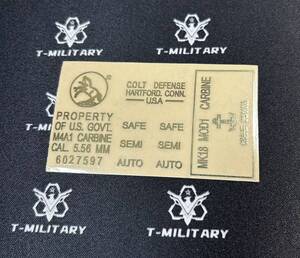 T-MILITARY
T-MILITARY
COLT DEFENSE
HARTFORD, CONN.
U.S.A
PROPERTY
OF U.S. GOVT.
M4A1 CARBINE
CAL. 5.56 MM
6027597
SAFE
SEMI
AUTO
SAFE
SEMI
AUTO
MK18 MOD1 CARBINE
T-MILITARY
T-MILITARY